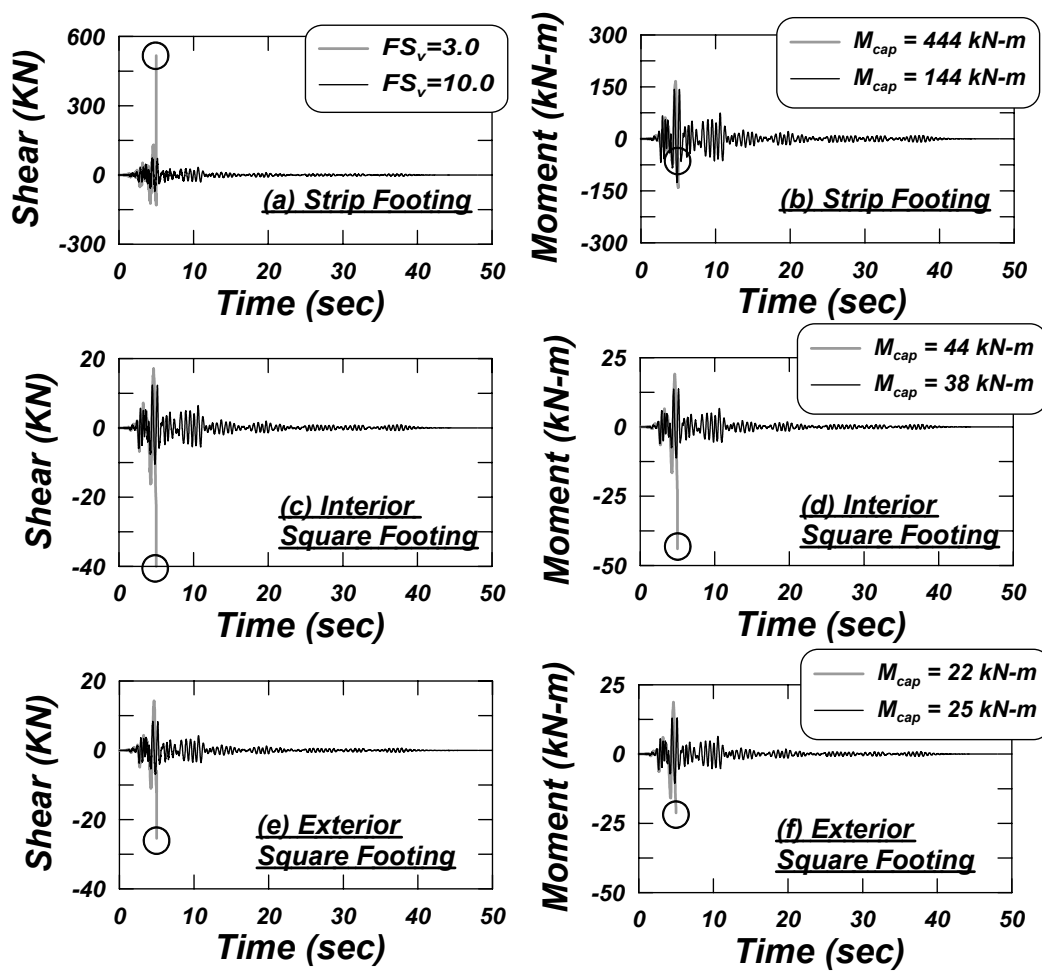 600
300
0
-300
Shear (KN)
FSv=3.0
FSv=10.0
(a) Strip Footing
0 10 20 30 40 50
Time (sec)
300
150
0
-150
-300
Moment (kN-m)
Mcap = 444 kN-m
Mcap = 144 kN-m
(b) Strip Footing
0 10 20 30 40 50
Time (sec)
20
0
-20
-40
Shear (KN)
(c) Interior
Square Footing
0 10 20 30 40 50
Time (sec)
25
0
-25
-50
Moment (kN-m)
Mcap = 44 kN-m
Mcap = 38 kN-m
(d) Interior
Square Footing
0 10 20 30 40 50
Time (sec)
20
0
-20
-40
Shear (KN)
(e) Exterior
Square Footing
0 10 20 30 40 50
Time (sec)
25
0
-25
-50
Moment (kN-m)
Mcap = 22 kN-m
Mcap = 25 kN-m
(f) Exterior
Square Footing
0 10 20 30 40 50
Time (sec)